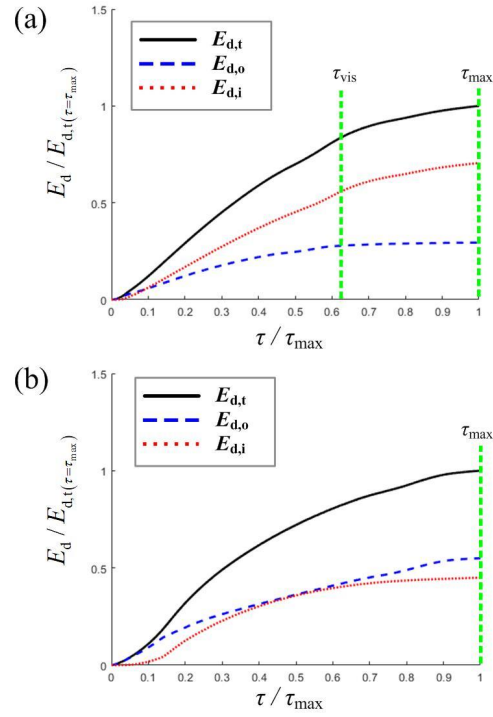 (a)
E_d,t
E_d,o
E_d,i
τ_vis
τ_max
1.5
1
0.5
0
E_d / E_d,t(τ=τ_max)
0 0.1 0.2 0.3 0.4 0.5 0.6 0.7 0.8 0.9 1
τ / τ_max
(b)
E_d,t
E_d,o
E_d,i
τ_max
1.5
1
0.5
0
E_d / E_d,t(τ=τ_max)
0 0.1 0.2 0.3 0.4 0.5 0.6 0.7 0.8 0.9 1
τ / τ_max